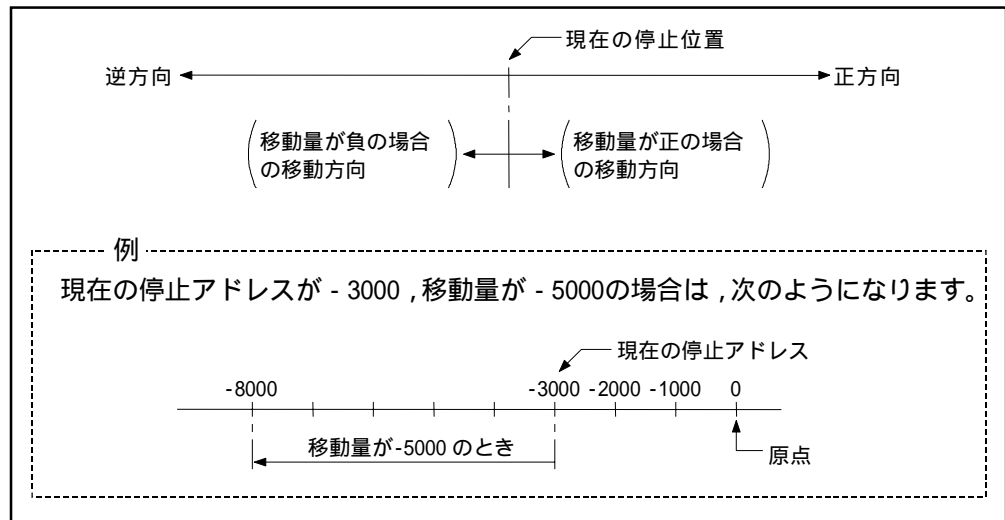 現在の停止位置
逆方向
正方向
移動量が負の場合
の移動方向
移動量が正の場合
の移動方向
例
現在の停止アドレスが - 3000 , 移動量が - 5000の場合は , 次のようになります。
現在の停止アドレス
-8000 -3000 -2000 -1000 0
移動量が-5000 のとき
原点